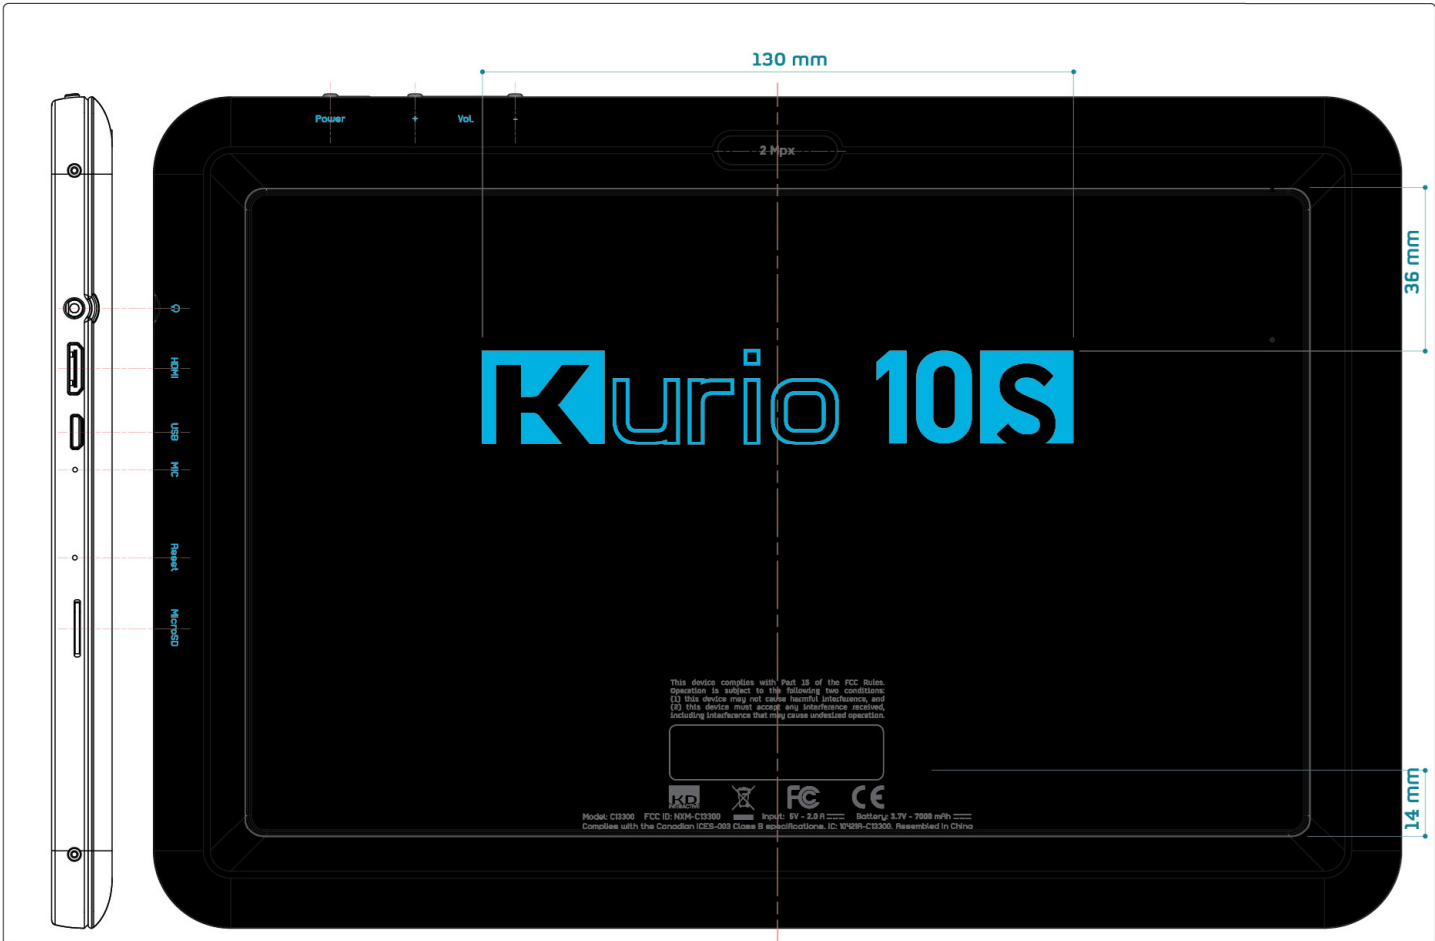 130 mm
Power + Vol. -
2 Mpx
36 mm
HDMI
USB
MIC
Reset
MicroSD
Kurio 10S
This device complies with Part 15 of the FCC Rules.
Operation is subject to the following two conditions:
(1) this device may not cause harmful interference, and
(2) this device must accept any interference received,
including interference that may cause undesired operation.
14 mm
KD
INTERACTIVE
FC CE
Model: C13300 FCC ID: NXM-C13300 Input: 5V - 2.0 A Battery: 3.7V - 7000 mAh
Complies with the Canadian ICES-003 Class B specifications. IC: 10421A-C13300. Assembled in China